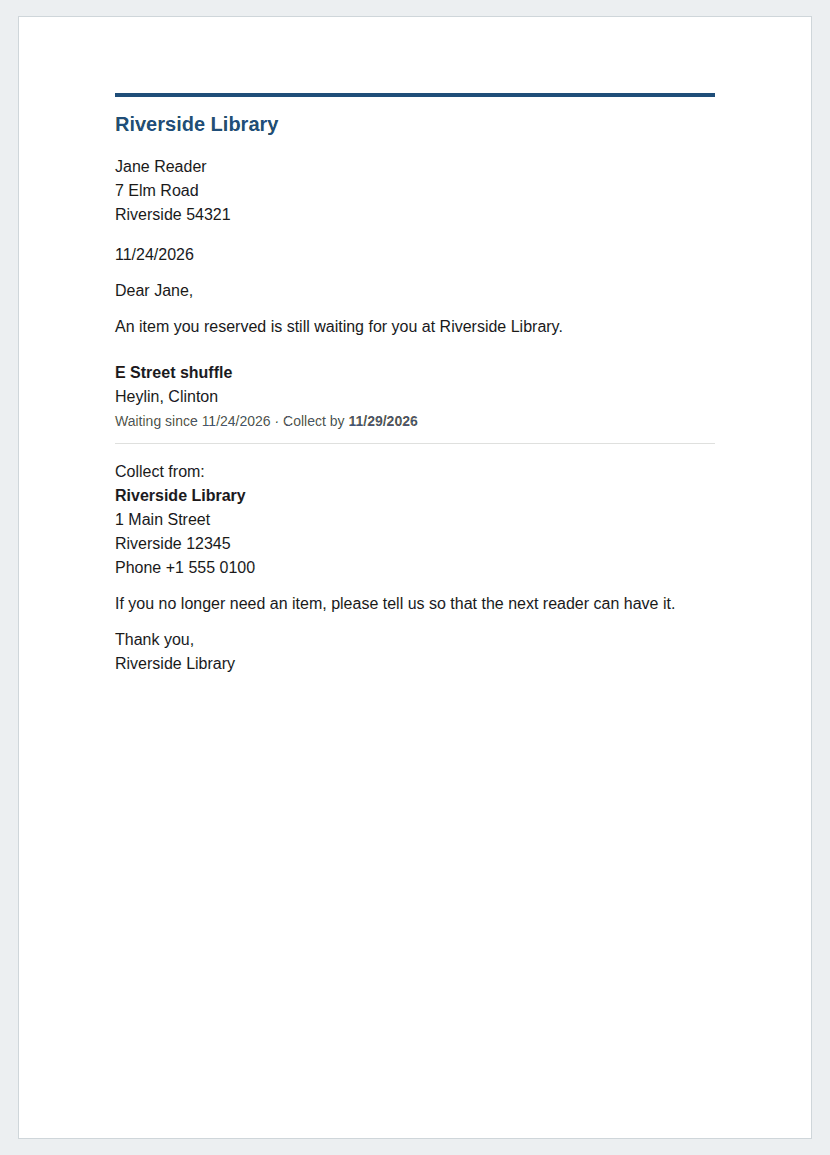 Riverside Library
Jane Reader
7 Elm Road
Riverside 54321
11/24/2026
Dear Jane,
An item you reserved is still waiting for you at Riverside Library.
E Street shuffle
Heylin, Clinton
Waiting since 11/24/2026 · Collect by 11/29/2026
Collect from:
Riverside Library
1 Main Street
Riverside 12345
Phone +1 555 0100
If you no longer need an item, please tell us so that the next reader can have it.
Thank you,
Riverside Library